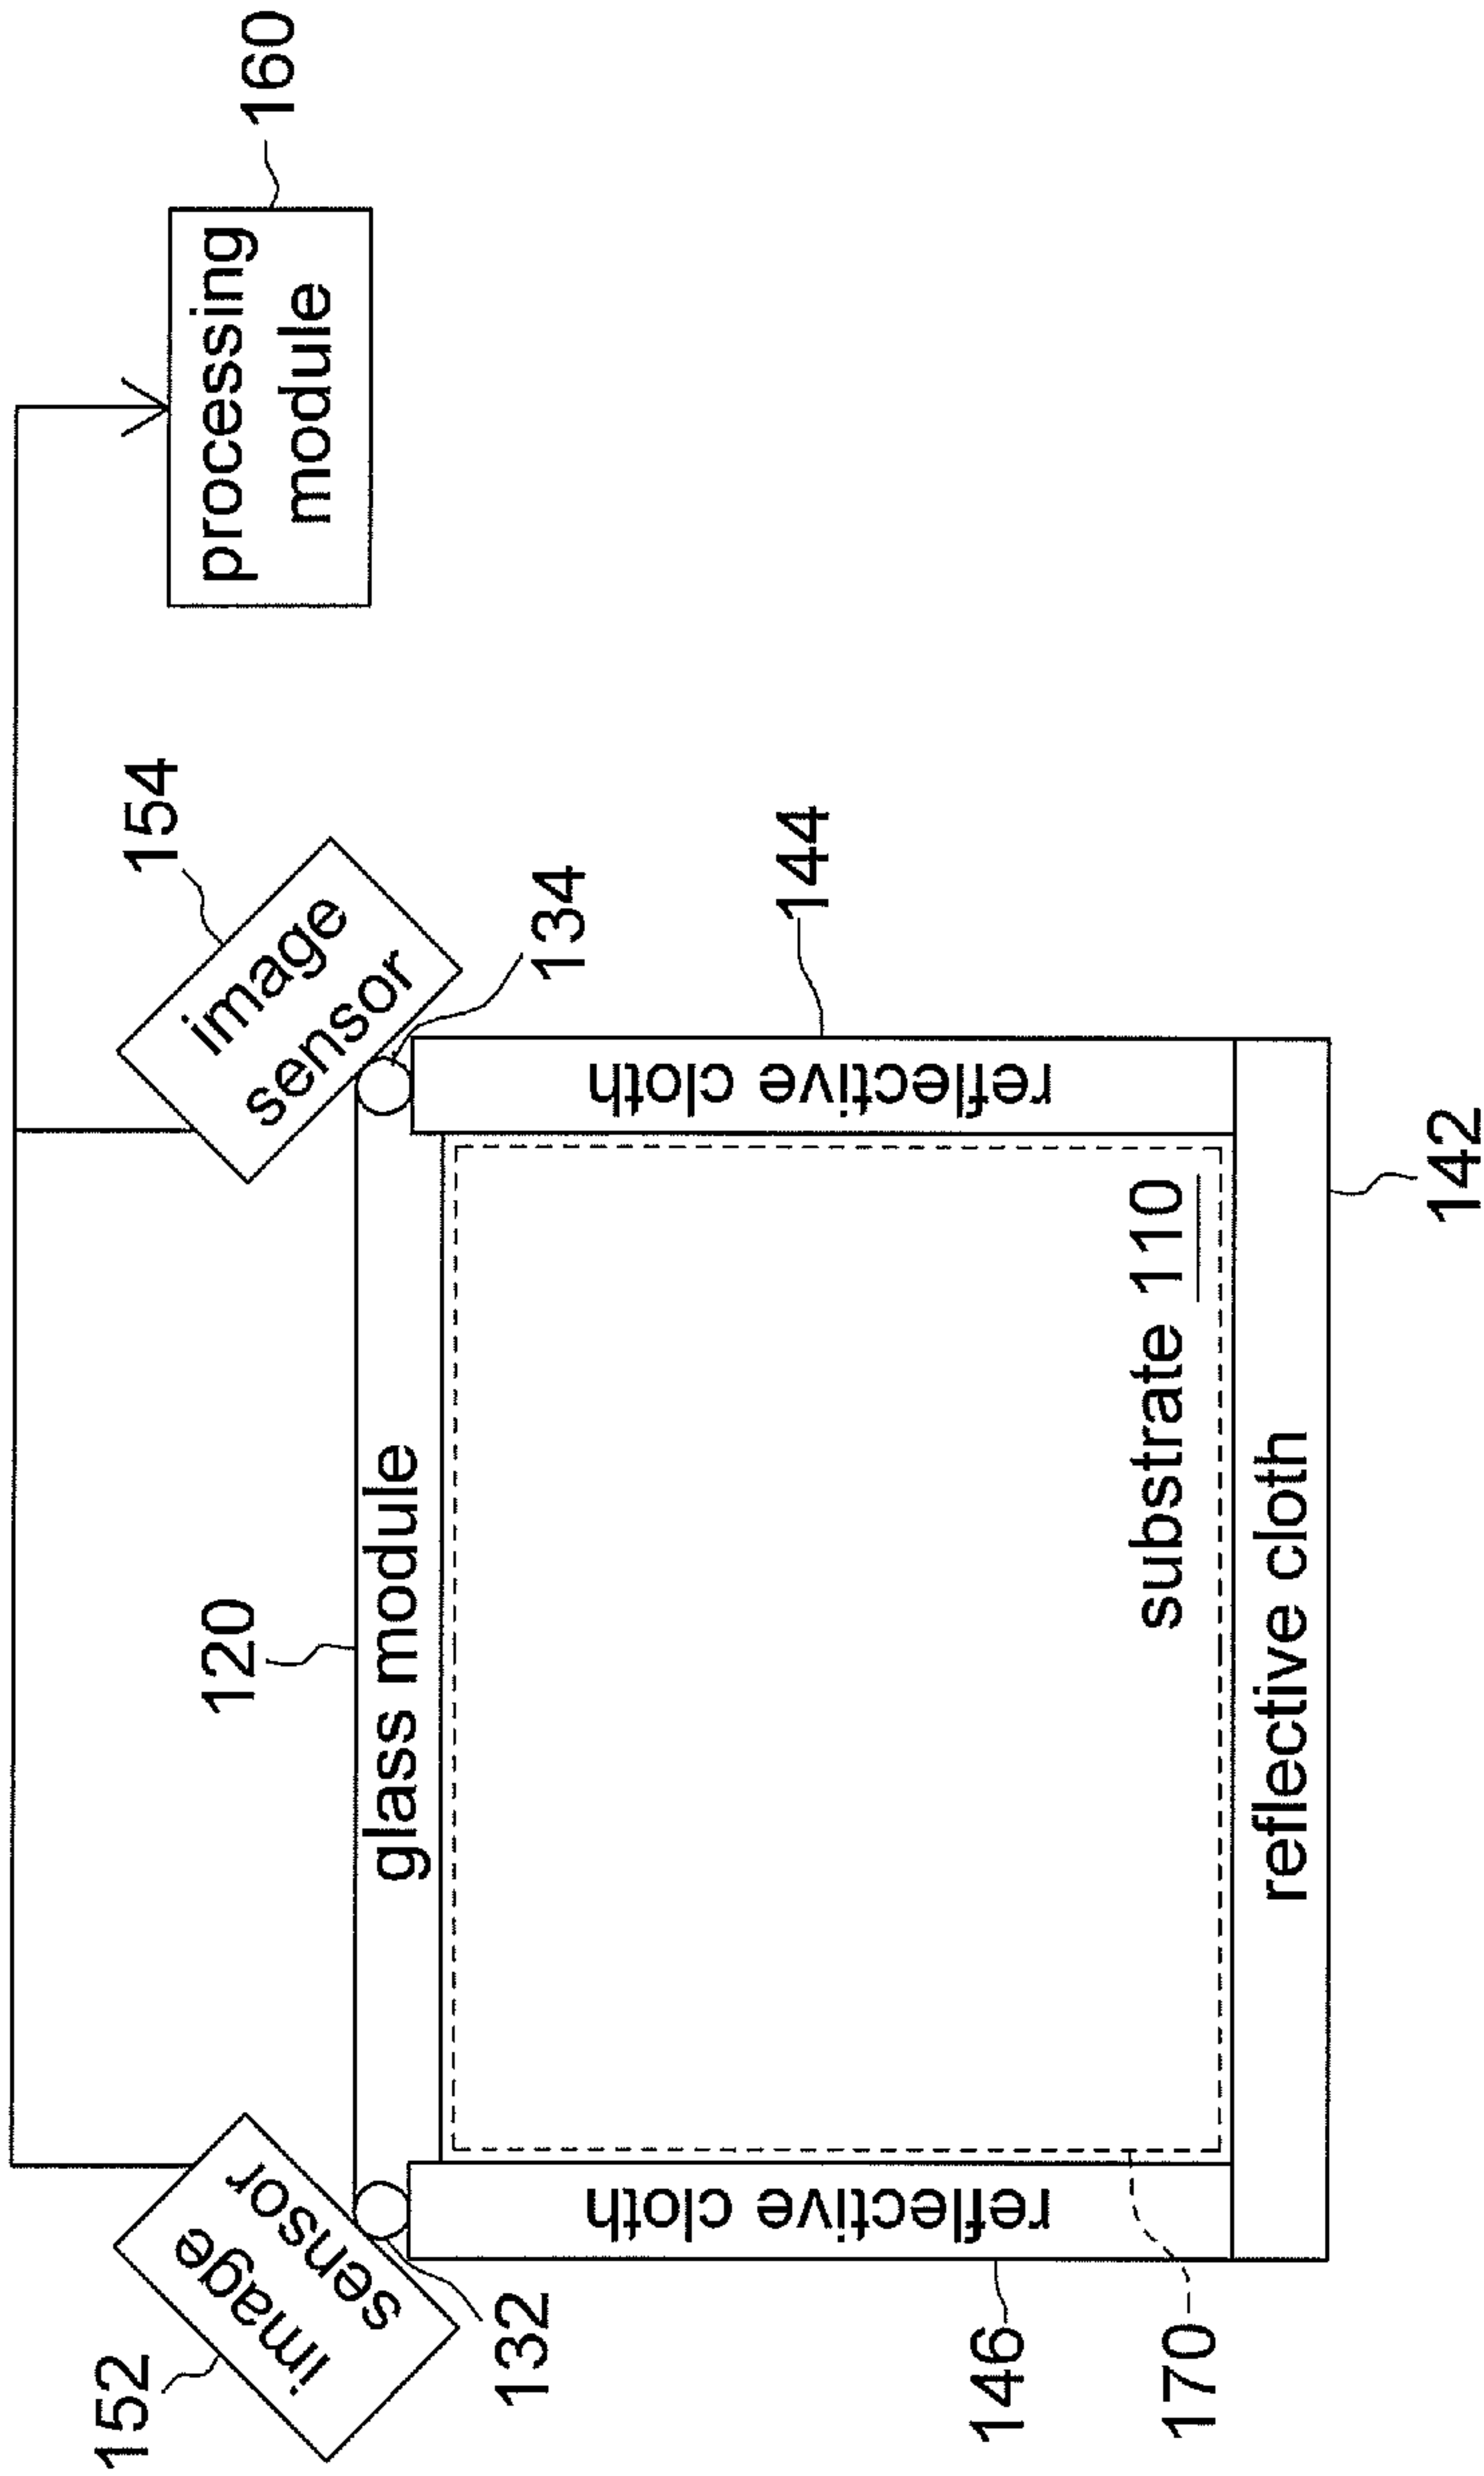 160
processing
module
154
image
sensor
134
144
reflective cloth
120
glass module
substrate 110
142
reflective cloth
152
image
sensor
132
reflective cloth
146
170